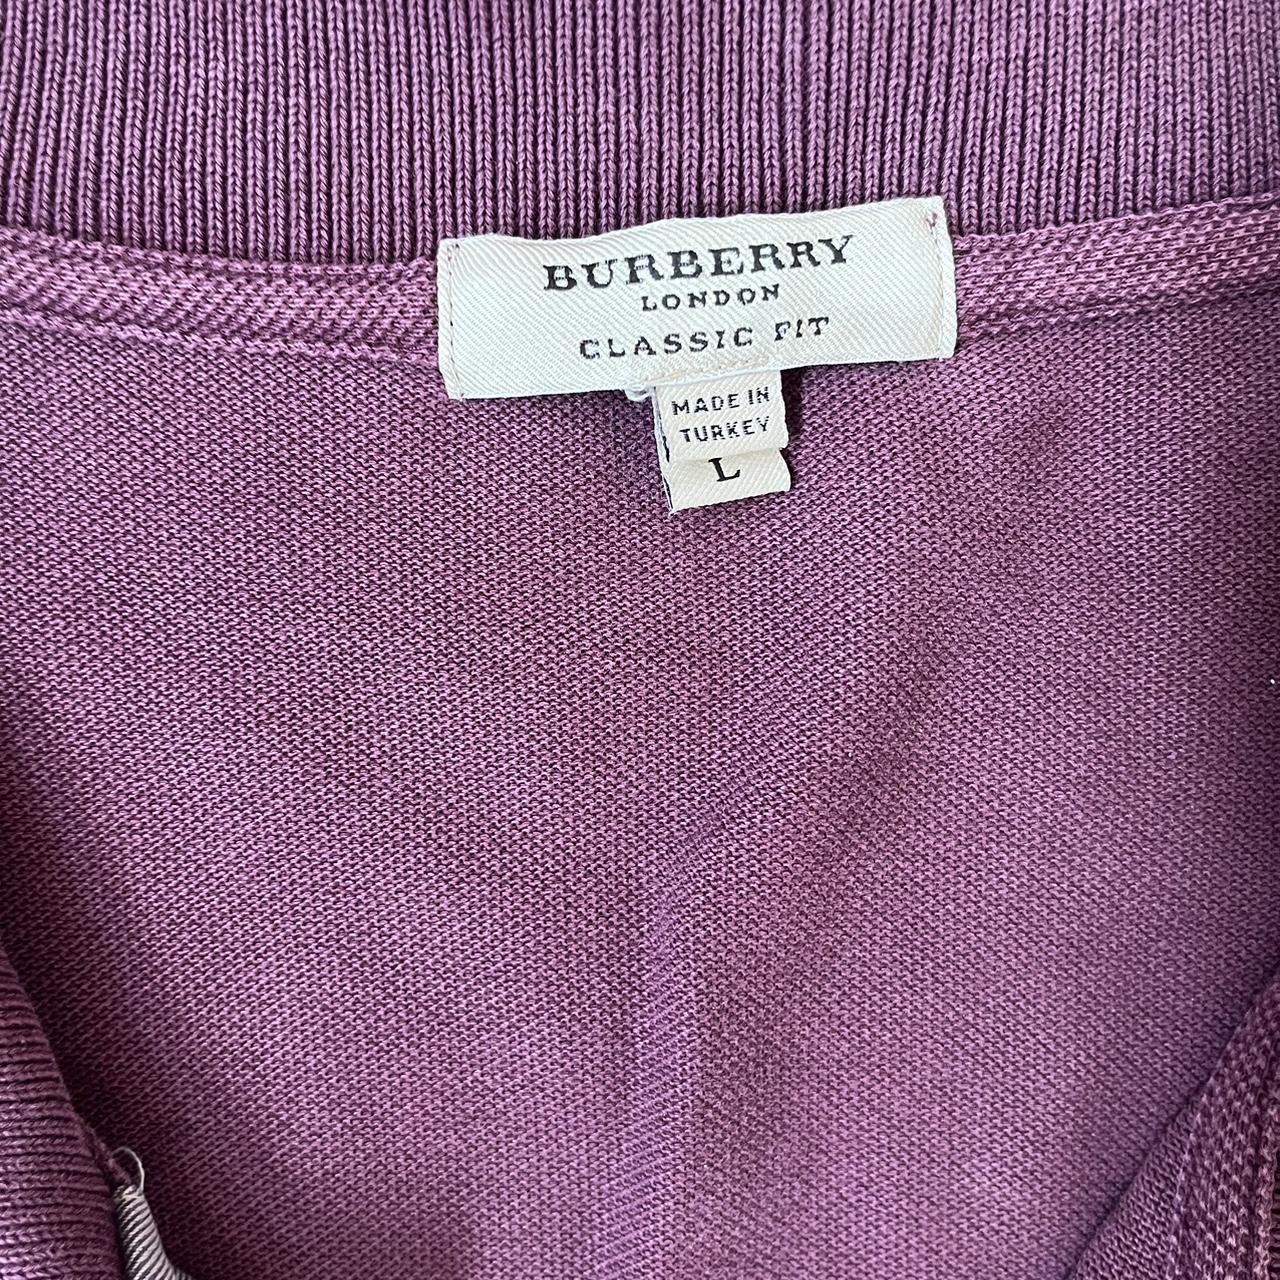 BURBERRY
LONDON
CLASSIC FIT
MADE IN
TURKEY
L